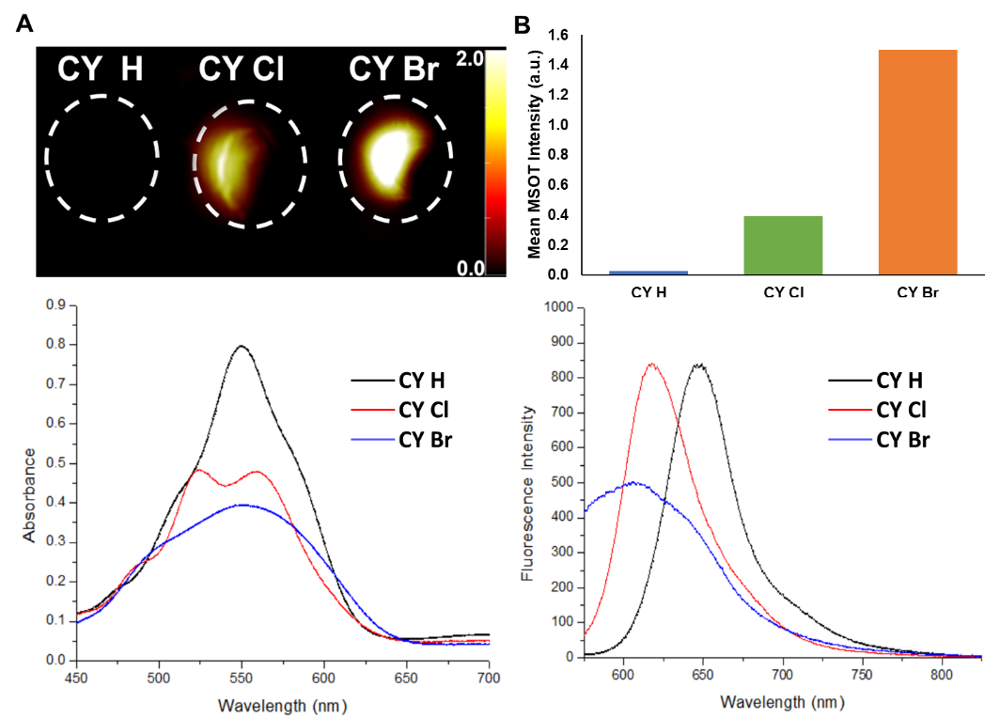 A
CY H
CY Cl
CY Br
2.0
0.0
B
Mean MSOT Intensity (a.u.)
1.6
1.4
1.2
1.0
0.8
0.6
0.4
0.2
0.0
CY H
CY Cl
CY Br
Absorbance
0.9
0.8
0.7
0.6
0.5
0.4
0.3
0.2
0.1
0.0
450
500
550
600
650
700
Wavelength (nm)
CY H
CY Cl
CY Br
Fluorescence Intensity
1000
900
800
700
600
500
400
300
200
100
0
600
650
700
750
800
Wavelength (nm)
CY H
CY Cl
CY Br